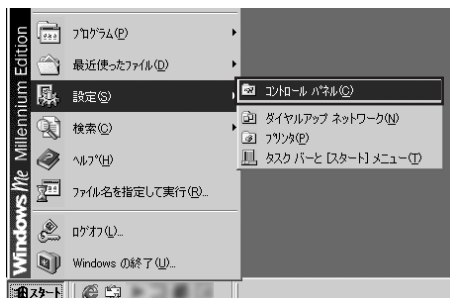 Windows Me Millennium Edition
ﾌﾟﾛｸﾞﾗﾑ(P)
最近使ったﾌｧｲﾙ(D)
設定(S)
検索(C)
ﾍﾙﾌﾟ(H)
ﾌｧｲﾙ名を指定して実行(R)...
ﾛｸﾞｵﾌ(L)...
Windows の終了(U)...
ｺﾝﾄﾛｰﾙ ﾊﾟﾈﾙ(C)
ダイヤルアップ ネットワーク(N)
ﾌﾟﾘﾝﾀ(P)
タスク バーと [スタート] メニュー(T)
ｽﾀｰﾄ